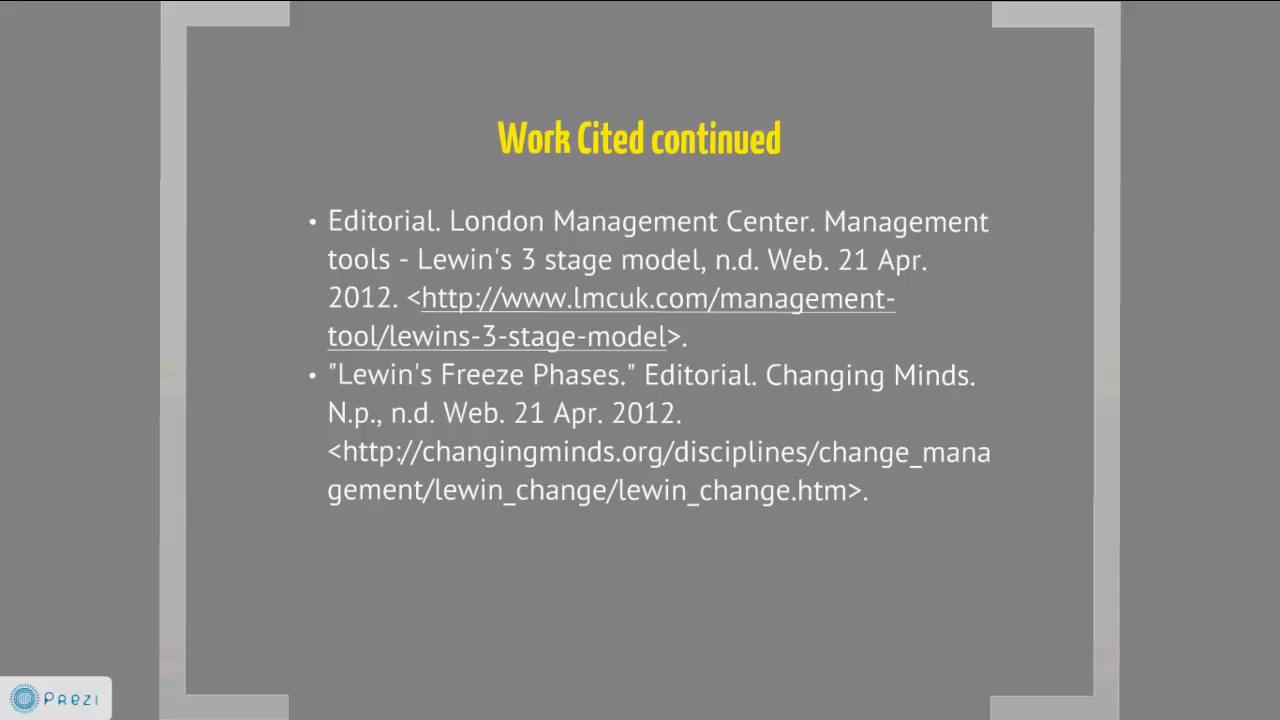 Work Cited continued
• Editorial. London Management Center. Management
tools - Lewin's 3 stage model, n.d. Web. 21 Apr.
2012. <http://www.lmcuk.com/management-
tool/lewins-3-stage-model>.
• "Lewin's Freeze Phases." Editorial. Changing Minds.
N.p., n.d. Web. 21 Apr. 2012.
<http://changingminds.org/disciplines/change_mana
gement/lewin_change/lewin_change.htm>.
Prezi